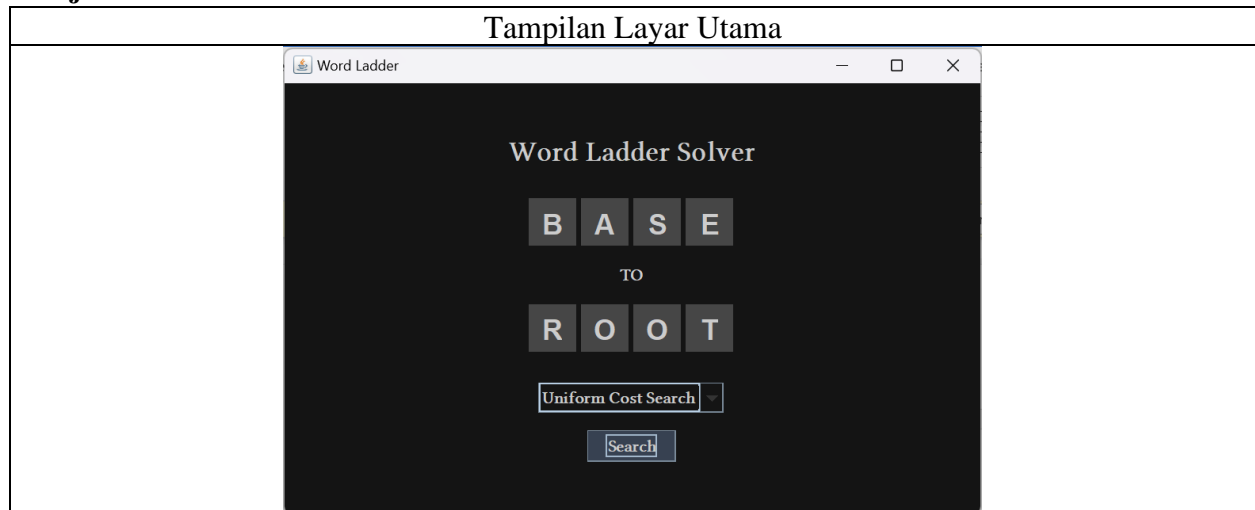 Tampilan Layar Utama
Word Ladder
Word Ladder Solver
B A S E
TO
R O O T
Uniform Cost Search
Search